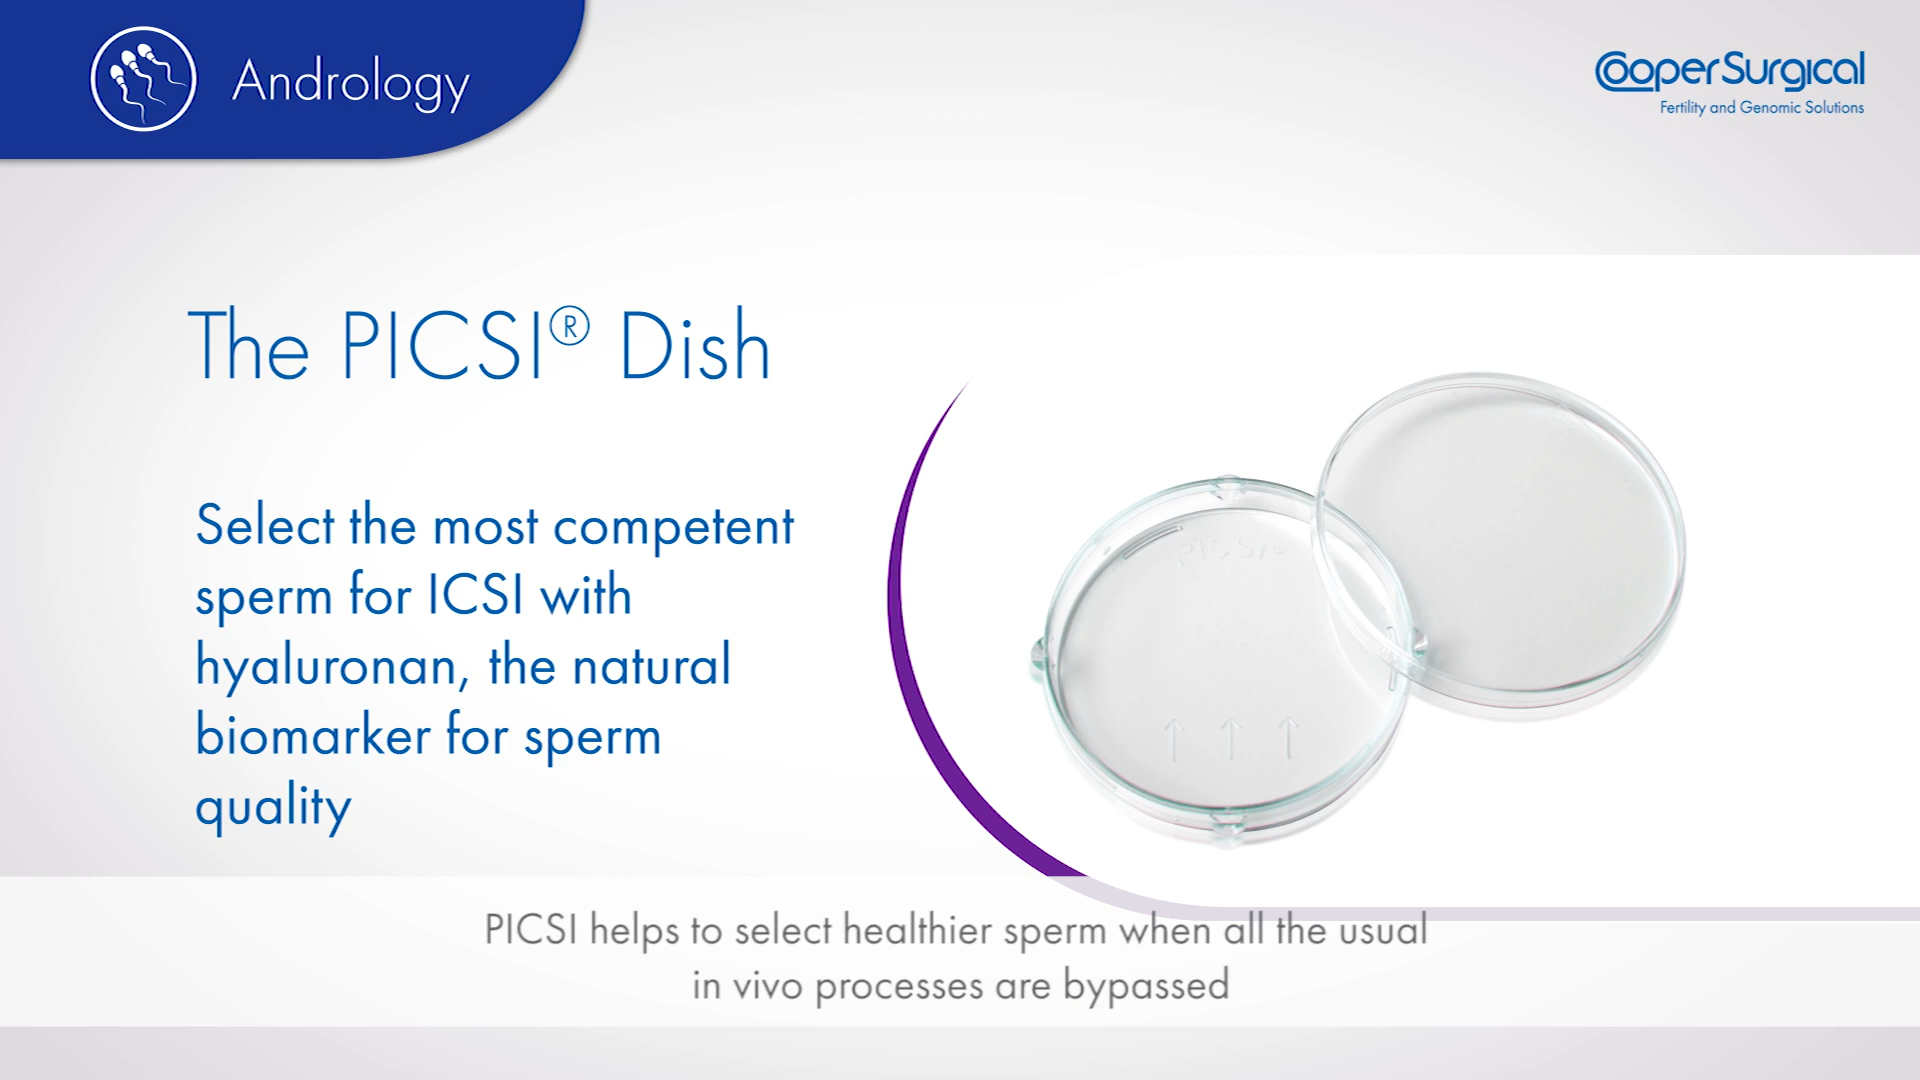 Andrology
CooperSurgical
Fertility and Genomic Solutions
The PICSI® Dish
Select the most competent
sperm for ICSI with
hyaluronan, the natural
biomarker for sperm
quality
PICSI
PICSI helps to select healthier sperm when all the usual
in vivo processes are bypassed